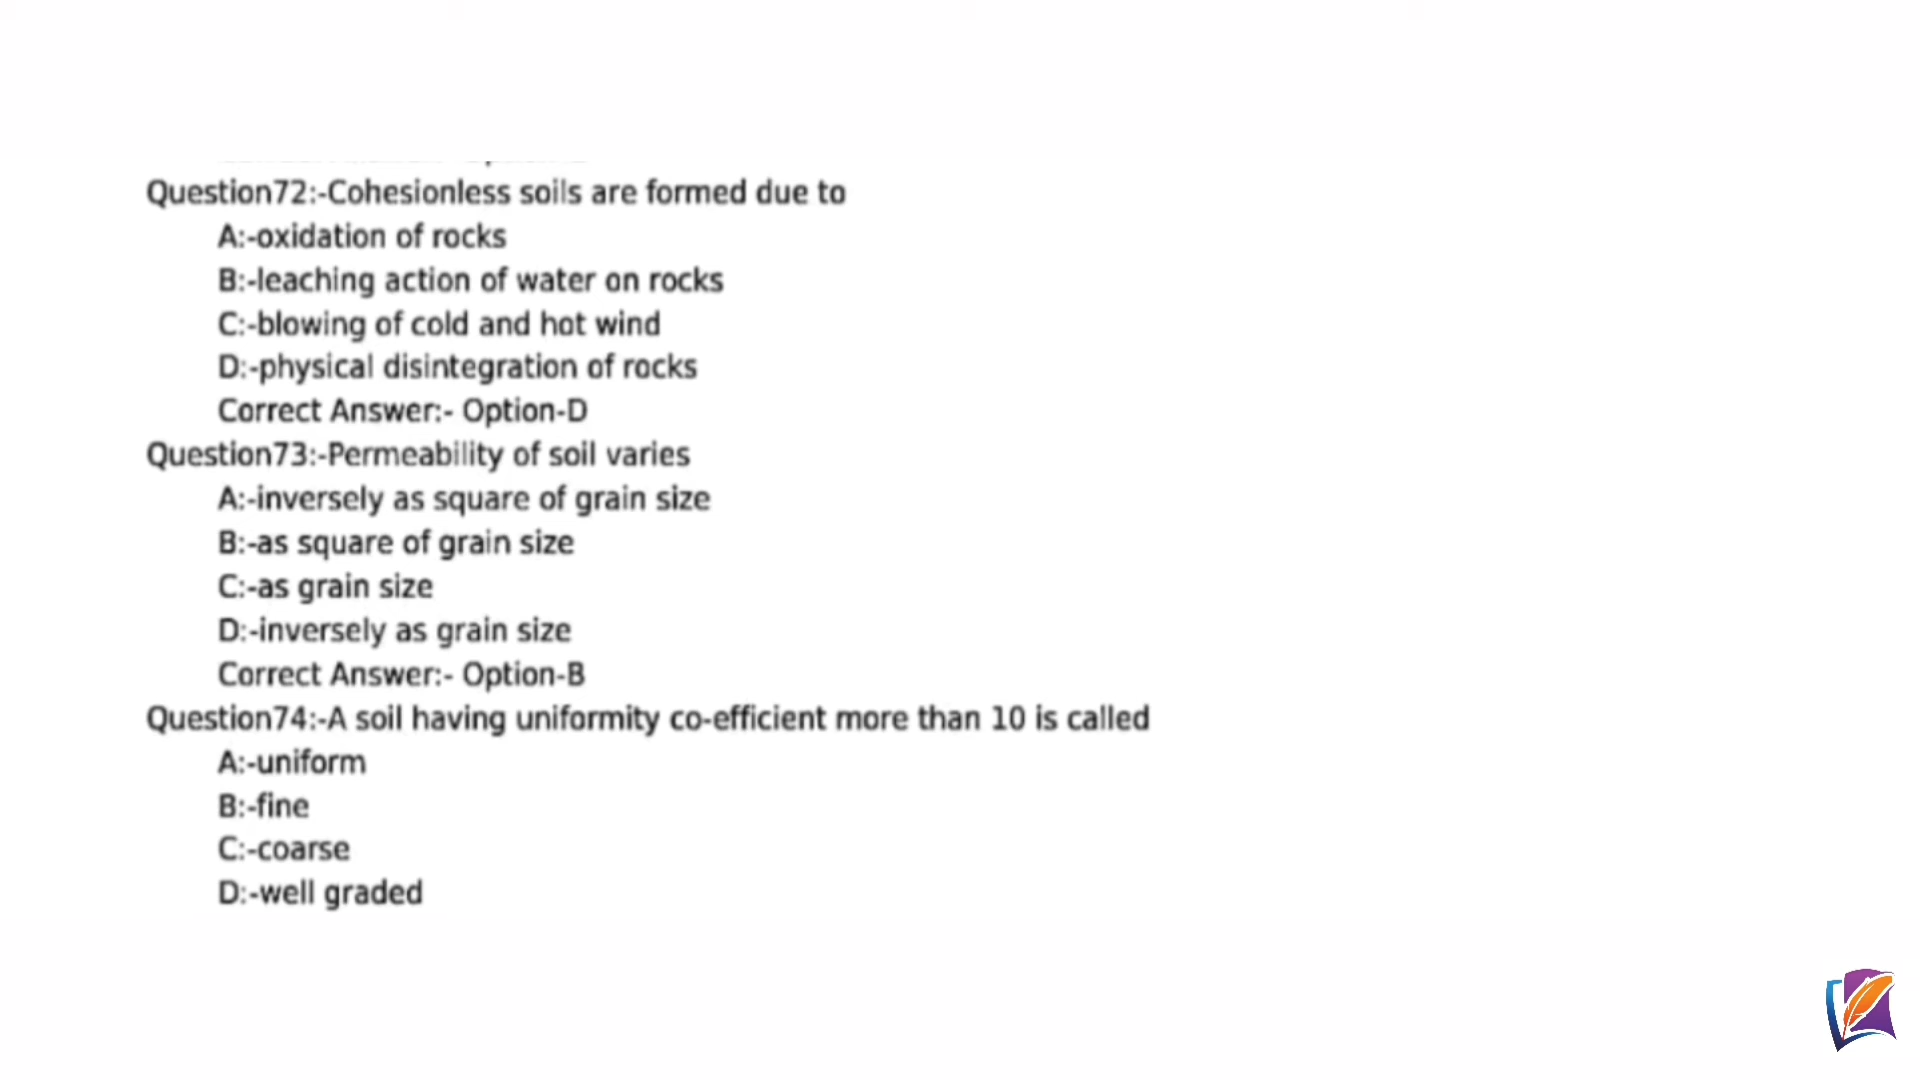 Question72:-Cohesionless soils are formed due to
A:-oxidation of rocks
B:-leaching action of water on rocks
C:-blowing of cold and hot wind
D:-physical disintegration of rocks
Correct Answer:- Option-D
Question73:-Permeability of soil varies
A:-inversely as square of grain size
B:-as square of grain size
C:-as grain size
D:-inversely as grain size
Correct Answer:- Option-B
Question74:-A soil having uniformity co-efficient more than 10 is called
A:-uniform
B:-fine
C:-coarse
D:-well graded